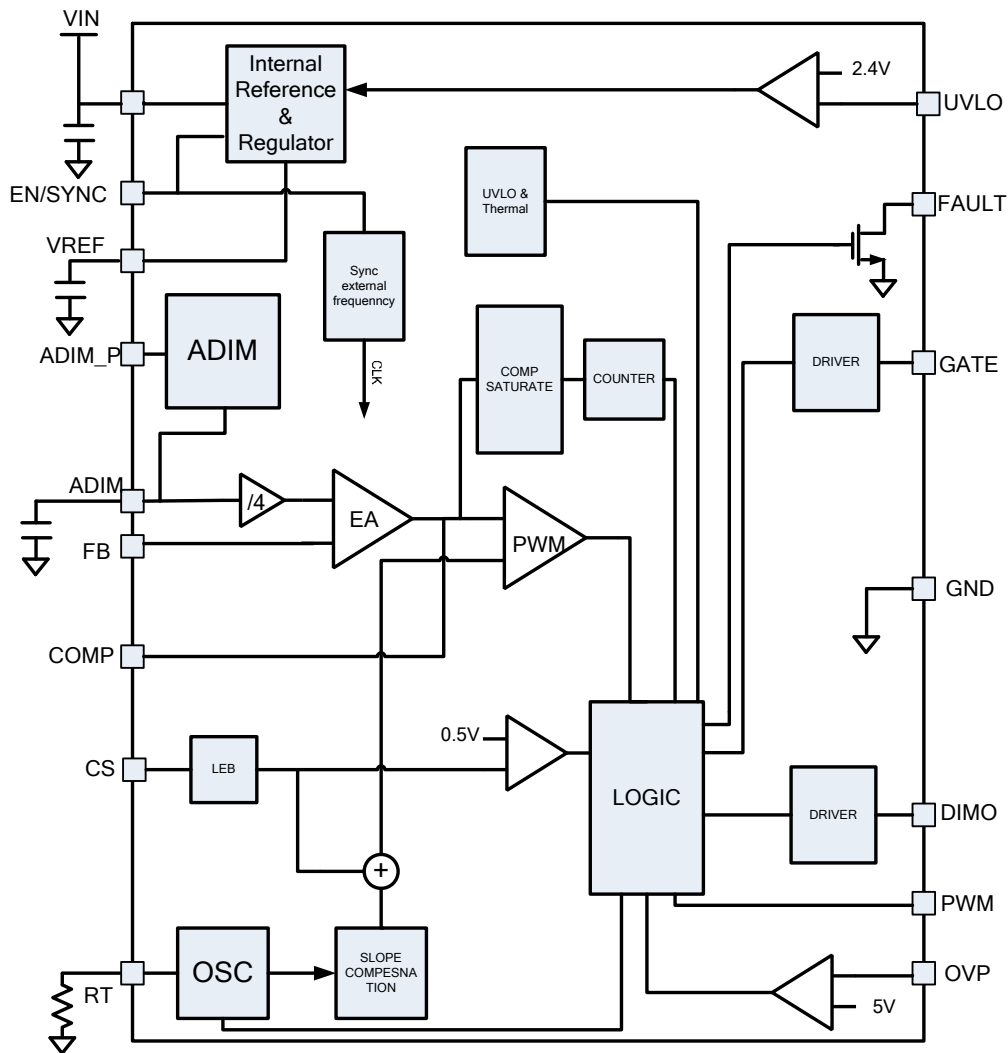 VIN
Internal
Reference
&
Regulator
2.4V
UVLO
EN/SYNC
UVLO &
Thermal
FAULT
VREF
Sync
external
frequenncy
ADIM_P
ADIM
CLK
COMP
SATURATE
COUNTER
DRIVER
GATE
ADIM
/4
EA
FB
PWM
GND
COMP
0.5V
CS
LEB
LOGIC
DRIVER
DIMO
+
PWM
OSC
SLOPE
COMPESNA
TION
OVP
RT
5V